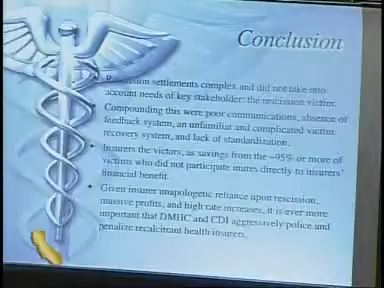 Conclusion
Rescission settlements complex and did not take into
account needs of key stakeholder: the rescission victim.
Compounding this were poor communications, absence of
feedback system, an unfamiliar and complicated victim
recovery system, and lack of standardization.
Insurers the victors, as savings from the ~95% or more of
victims who did not participate inures directly to insurers'
financial benefit.
Given insurer unapologetic reliance upon rescission,
massive profits, and high rate increases, it is ever more
important that DMHC and CDI aggressively police and
penalize recalcitrant health insurers.